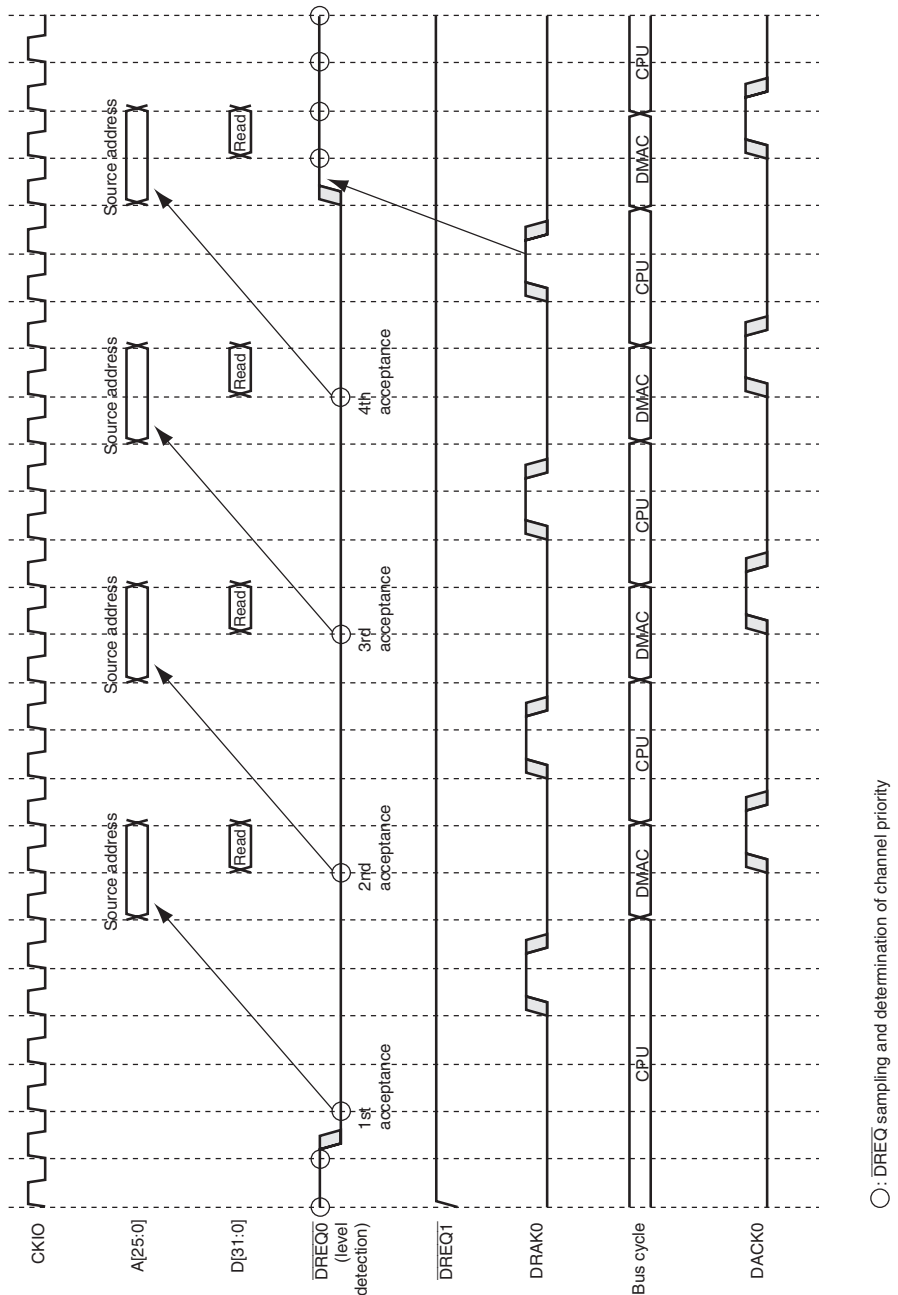 CKIO
Source address
Source address
Source address
Source address
A[25:0]
Read
Read
Read
Read
D[31:0]
DREQ0
(level
detection)
1st
acceptance
2nd
acceptance
3rd
acceptance
4th
acceptance
DREQ1
DRAK0
CPU
DMAC
CPU
DMAC
CPU
DMAC
CPU
DMAC
CPU
Bus cycle
DACK0
: DREQ sampling and determination of channel priority